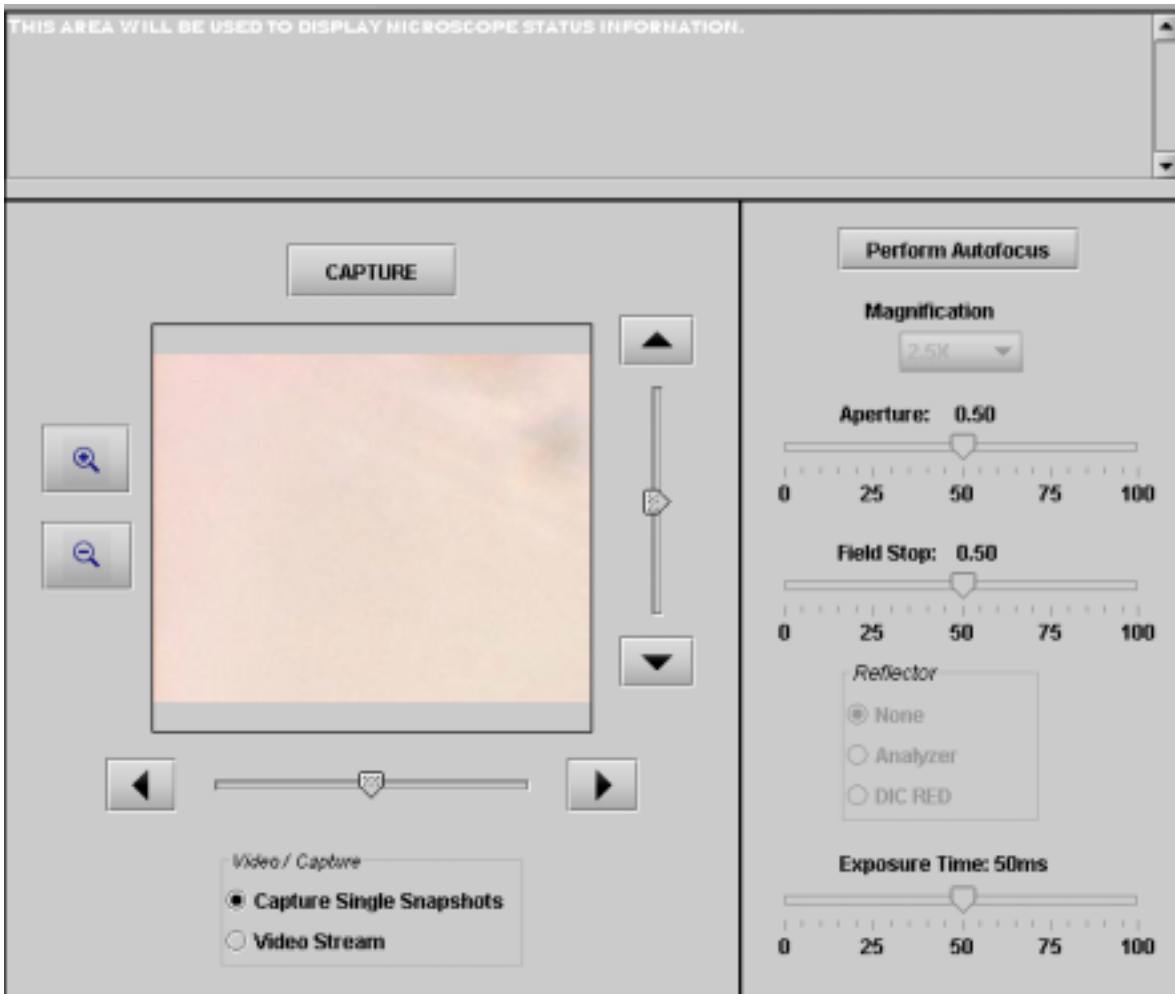 THIS AREA WILL BE USED TO DISPLAY MICROSCOPE STATUS INFORMATION.
CAPTURE
Video / Capture
Capture Single Snapshots
Video Stream
Perform Autofocus
Magnification
2.5X
Aperture: 0.50
0 25 50 75 100
Field Stop: 0.50
0 25 50 75 100
Reflector
None
Analyzer
DIC RED
Exposure Time: 50ms
0 25 50 75 100